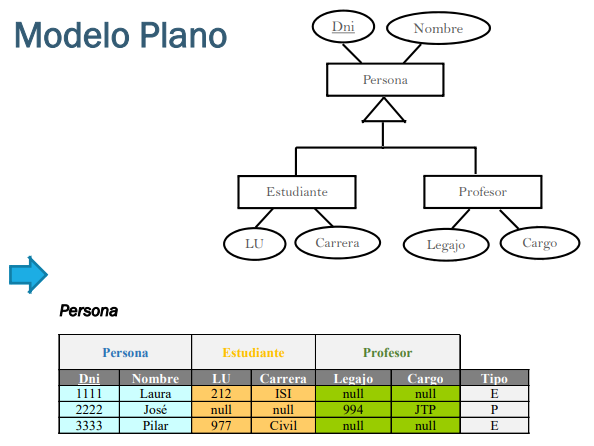 Modelo Plano
Dni
Nombre
Persona
Estudiante
Profesor
LU
Carrera
Legajo
Cargo
Persona
Persona Estudiante Profesor
Dni Nombre LU Carrera Legajo Cargo Tipo
1111 Laura 212 ISI null null E
2222 José null null 994 JTP P
3333 Pilar 977 Civil null null E